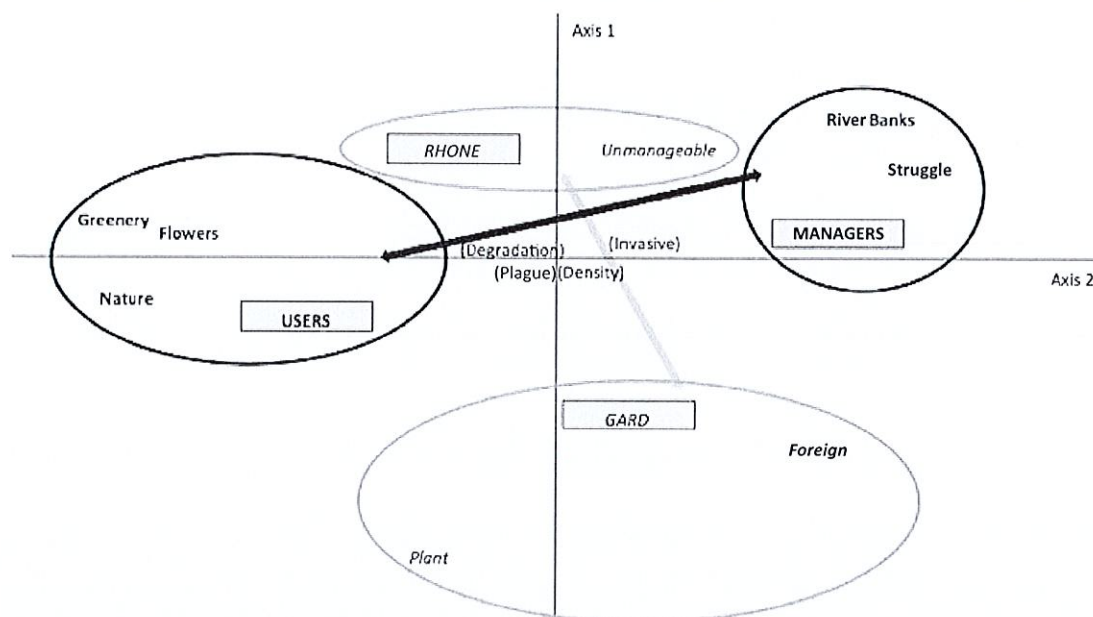 Axis 1
River Banks
RHONE
Unmanageable
Struggle
Greenery
Flowers
MANAGERS
(Degradation)
(Invasive)
(Plague)
(Density)
Axis 2
Nature
USERS
GARD
Foreign
Plant